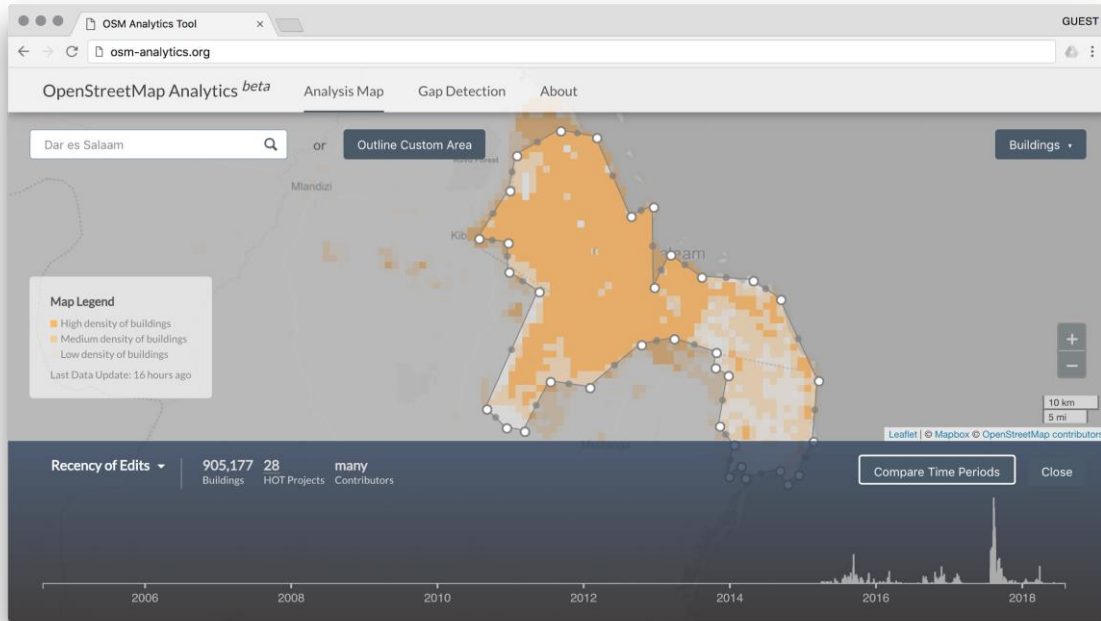 OSM Analytics Tool
GUEST
osm-analytics.org
OpenStreetMap Analytics beta
Analysis Map
Gap Detection
About
Dar es Salaam
or
Outline Custom Area
Buildings
Mlandizi
Kib
alaam
Map Legend
High density of buildings
Medium density of buildings
Low density of buildings
Last Data Update: 16 hours ago
+
−
10 km
5 mi
Leaflet | © Mapbox © OpenStreetMap contributors
Recency of Edits
905,177 28 many
Buildings HOT Projects Contributors
Compare Time Periods
Close
2006 2008 2010 2012 2014 2016 2018